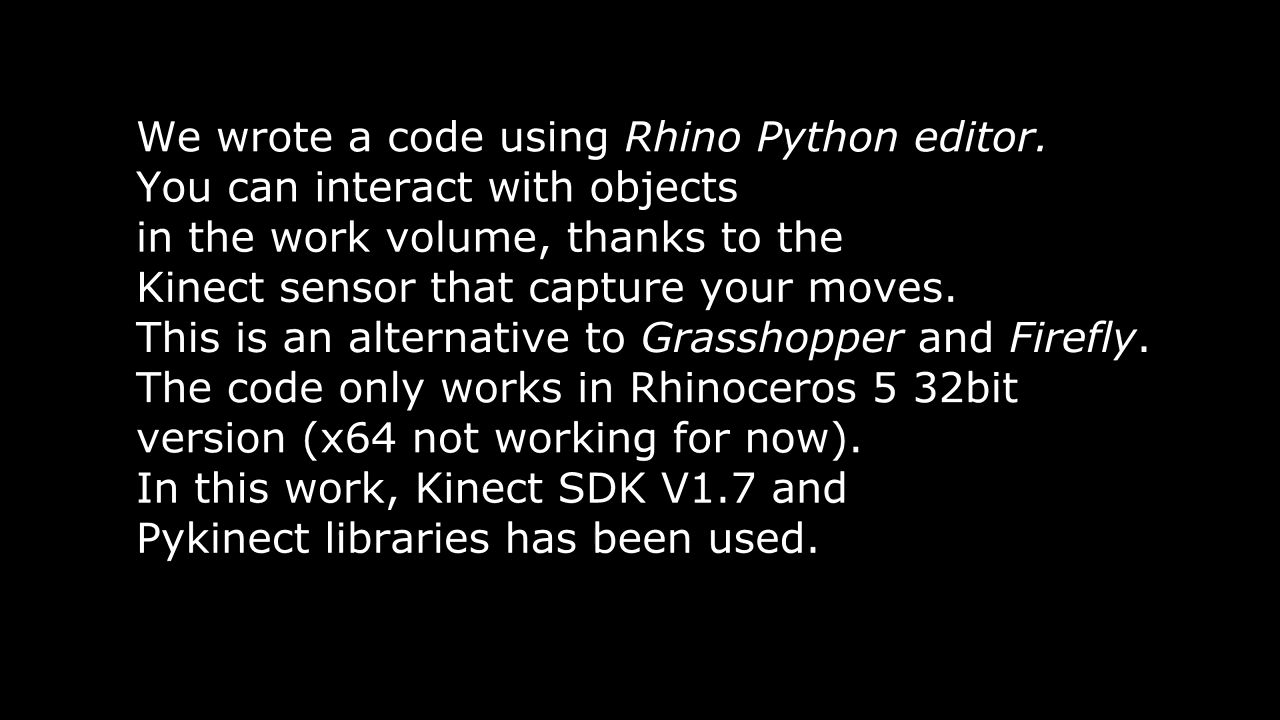 We wrote a code using Rhino Python editor.
You can interact with objects
in the work volume, thanks to the
Kinect sensor that capture your moves.
This is an alternative to Grasshopper and Firefly.
The code only works in Rhinoceros 5 32bit
version (x64 not working for now).
In this work, Kinect SDK V1.7 and
Pykinect libraries has been used.